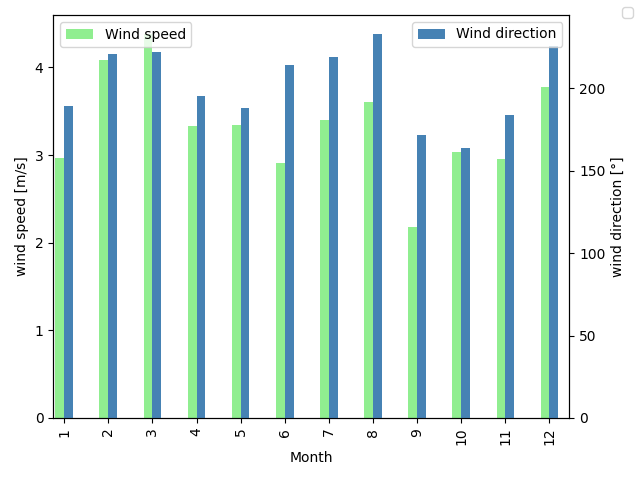 Wind speed
Wind direction
4
3
2
1
0
wind speed [m/s]
200
150
100
50
0
wind direction [°]
1 2 3 4 5 6 7 8 9 10 11 12
Month